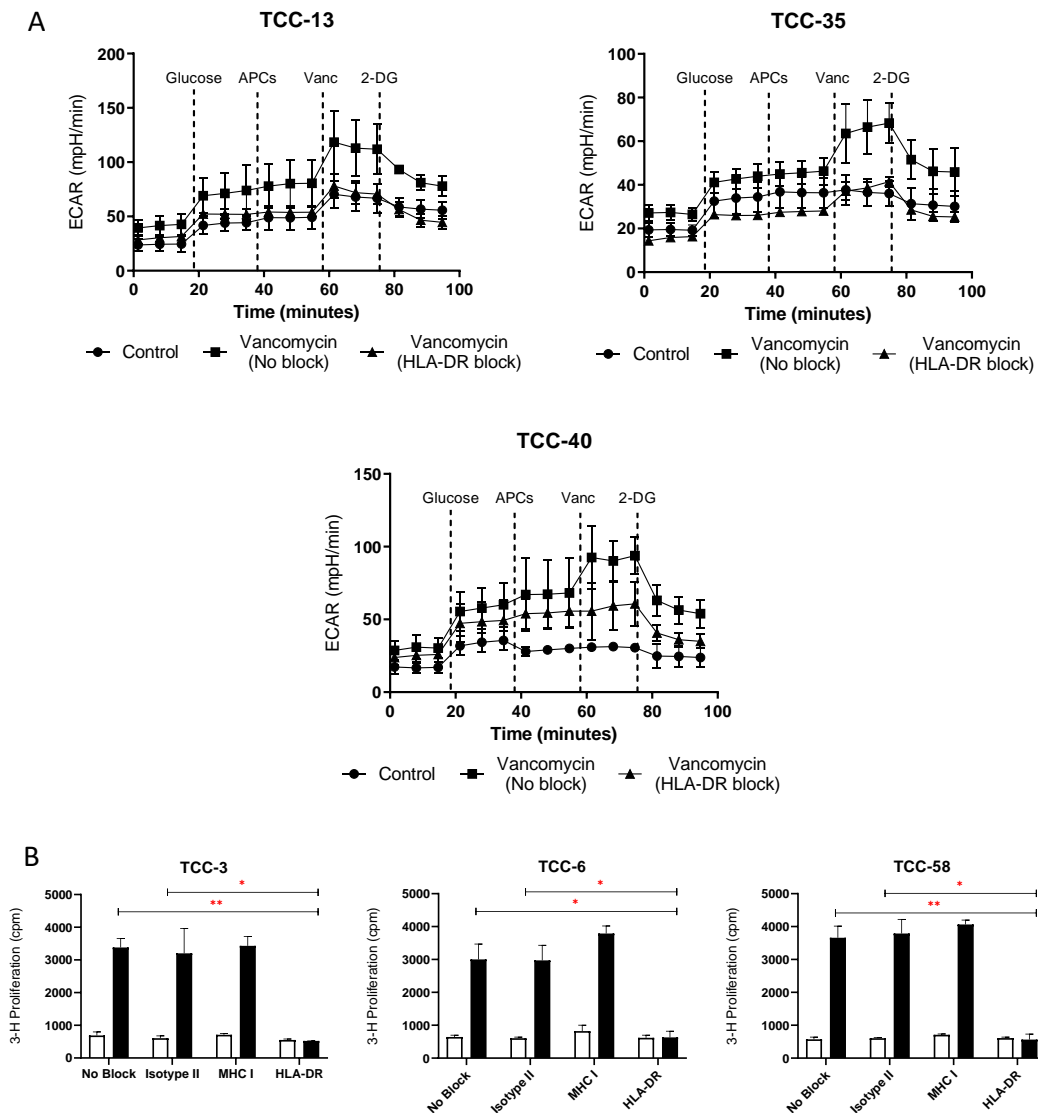 A
TCC-13
ECAR (mpH/min)
200
150
100
50
0
Glucose APCs Vanc 2-DG
0 20 40 60 80 100
Time (minutes)
Control
Vancomycin
(No block)
Vancomycin
(HLA-DR block)
TCC-35
ECAR (mpH/min)
100
80
60
40
20
0
Glucose APCs Vanc 2-DG
0 20 40 60 80 100
Time (minutes)
Control
Vancomycin
(No block)
Vancomycin
(HLA-DR block)
TCC-40
ECAR (mpH/min)
150
100
50
0
Glucose APCs Vanc 2-DG
0 20 40 60 80 100
Time (minutes)
Control
Vancomycin
(No block)
Vancomycin
(HLA-DR block)
B
TCC-3
3-H Proliferation (cpm)
5000
4000
3000
2000
1000
0
*
**
No Block Isotype II MHC I HLA-DR
TCC-6
3-H Proliferation (cpm)
5000
4000
3000
2000
1000
0
*
*
No Block Isotype II MHC I HLA-DR
TCC-58
3-H Proliferation (cpm)
5000
4000
3000
2000
1000
0
*
**
No Block Isotype II MHC I HLA-DR